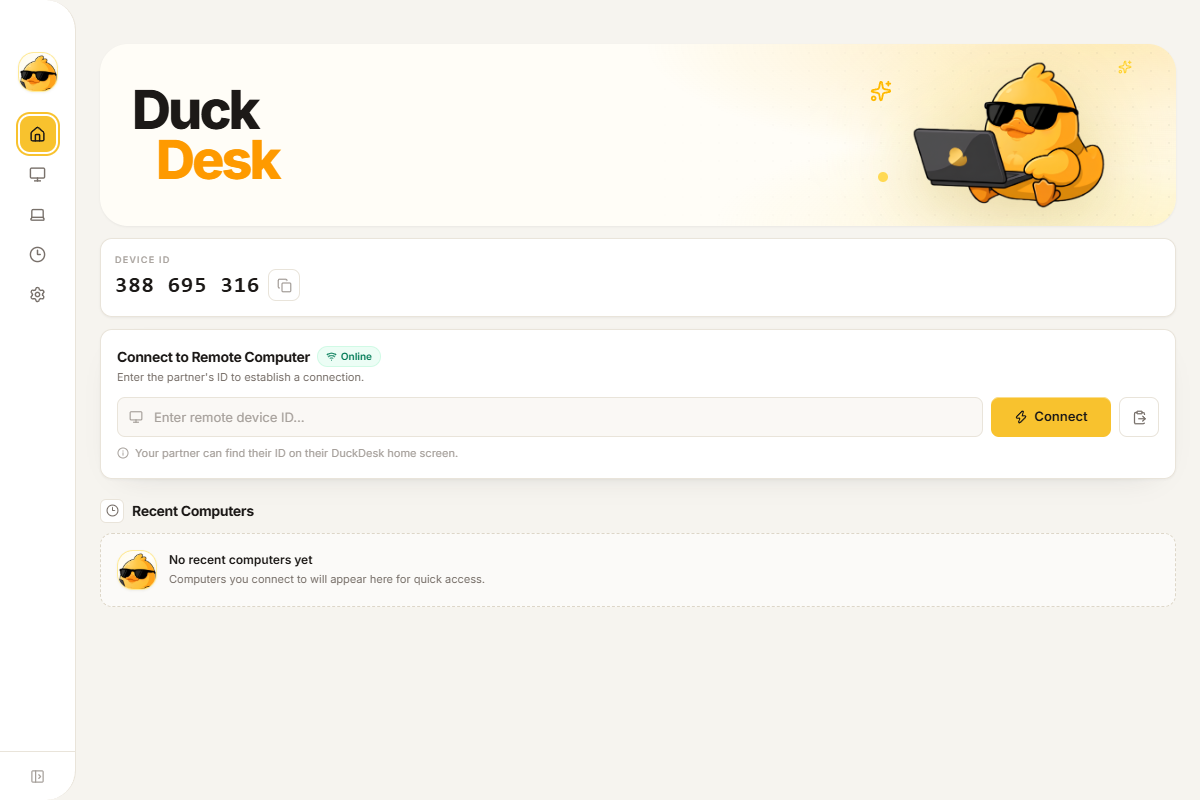 Duck
Desk
DEVICE ID
388 695 316
Connect to Remote Computer
Online
Enter the partner's ID to establish a connection.
Enter remote device ID...
Connect
Your partner can find their ID on their DuckDesk home screen.
Recent Computers
No recent computers yet
Computers you connect to will appear here for quick access.